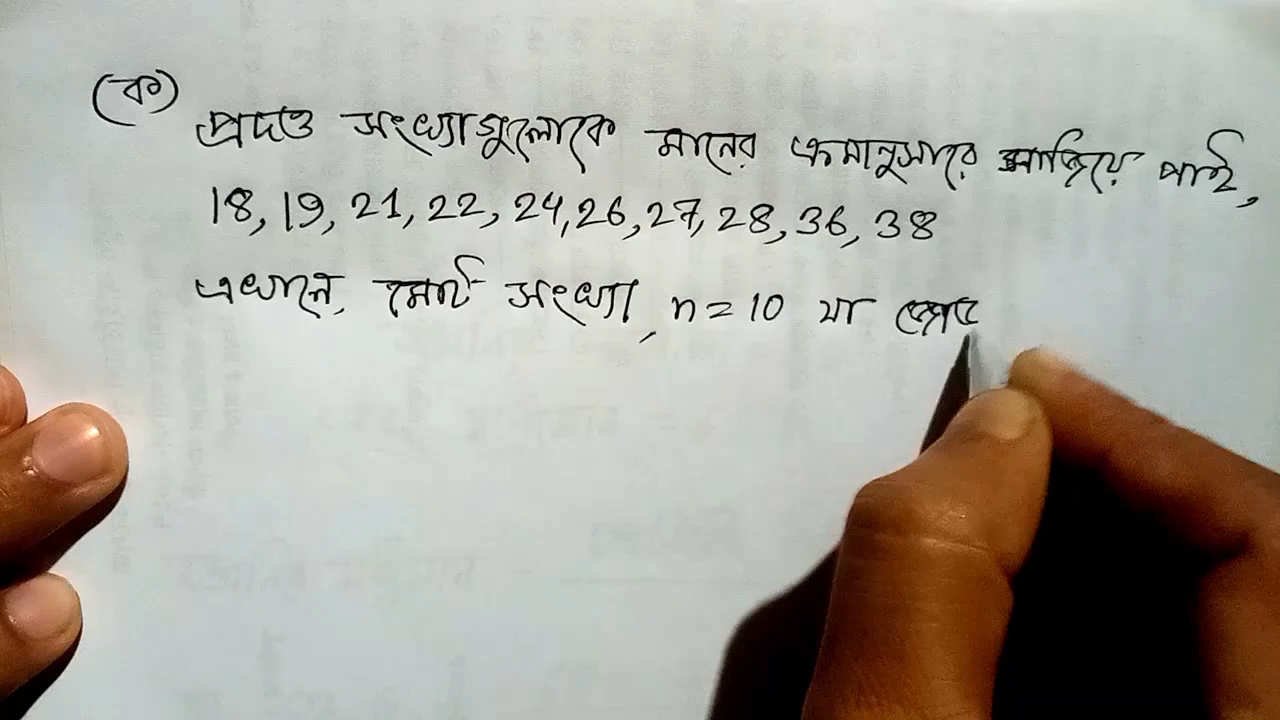 (ক) প্রদত্ত সংখ্যাগুলোকে মানের ক্রমানুসারে সাজিয়ে পাই,
18, 19, 21, 22, 24, 26, 27, 28, 36, 38
এখানে, মোট সংখ্যা, n = 10 যা